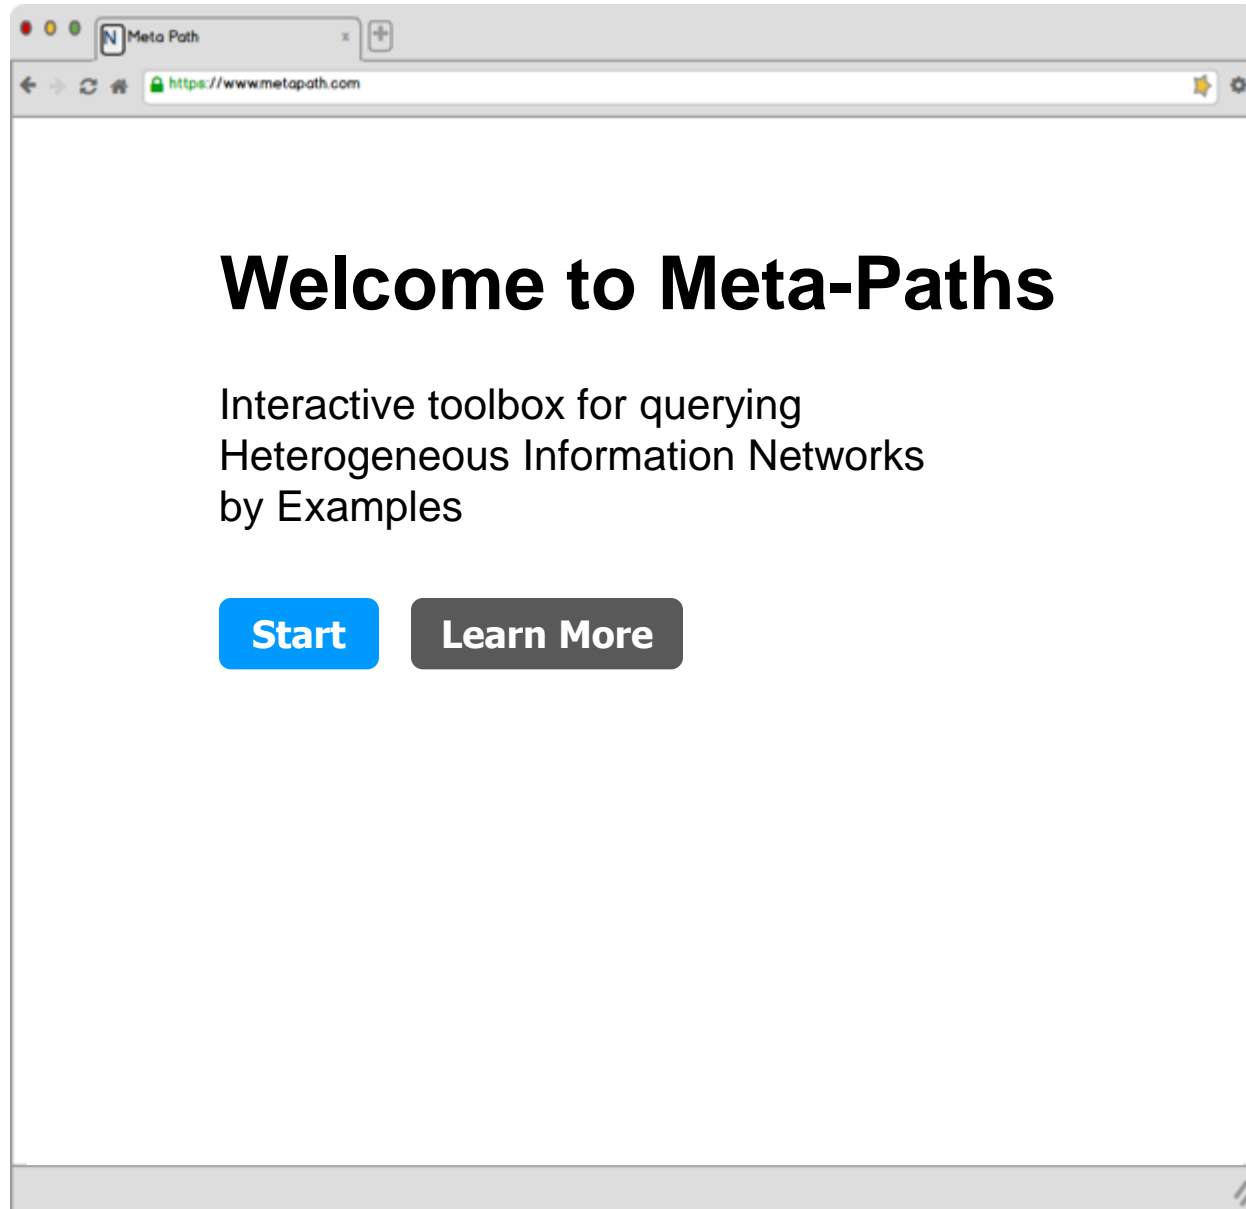 N Meta Path x
https://www.metapath.com
Welcome to Meta-Paths
Interactive toolbox for querying
Heterogeneous Information Networks
by Examples
Start Learn More